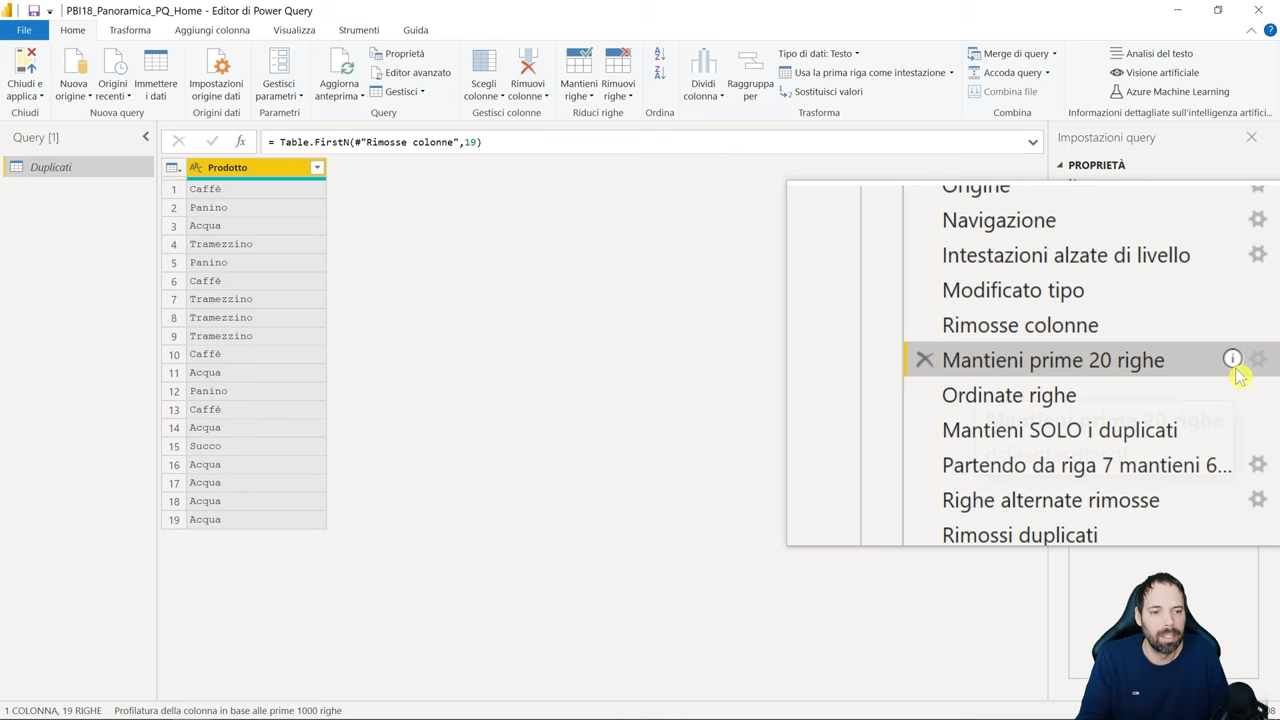 PBI18_Panoramica_PQ_Home - Editor di Power Query
File Home Trasforma Aggiungi colonna Visualizza Strumenti Guida
Chiudi e applica
Chiudi
Nuova origine
Origini recenti
Immettere i dati
Nuova query
Impostazioni origine dati
Origini dati
Gestisci parametri
Parametri
Aggiorna anteprima
Proprietà
Editor avanzato
Gestisci
Query
Scegli colonne
Rimuovi colonne
Gestisci colonne
Mantieni righe
Rimuovi righe
Riduci righe
Ordina
Dividi colonna
Raggruppa per
Tipo di dati: Testo
Usa la prima riga come intestazione
Sostituisci valori
Trasforma
Merge di query
Accoda query
Combina file
Combina
Analisi del testo
Visione artificiale
Azure Machine Learning
Informazioni dettagliate sull'intelligenza artific...
Query [1]
Duplicati
= Table.FirstN(#"Rimosse colonne",19)
Prodotto
1 Caffè
2 Panino
3 Acqua
4 Tramezzino
5 Panino
6 Caffè
7 Tramezzino
8 Tramezzino
9 Tramezzino
10 Caffè
11 Acqua
12 Panino
13 Caffè
14 Acqua
15 Succo
16 Acqua
17 Acqua
18 Acqua
19 Acqua
Impostazioni query
PROPRIETÀ
Origine
Navigazione
Intestazioni alzate di livello
Modificato tipo
Rimosse colonne
Mantieni prime 20 righe
Ordinate righe
Mantieni prime 20 righe
Mantieni SOLO i duplicati
Partendo da riga 7 mantieni 6...
Righe alternate rimosse
Rimossi duplicati
1 COLONNA, 19 RIGHE Profilatura della colonna in base alle prime 1000 righe